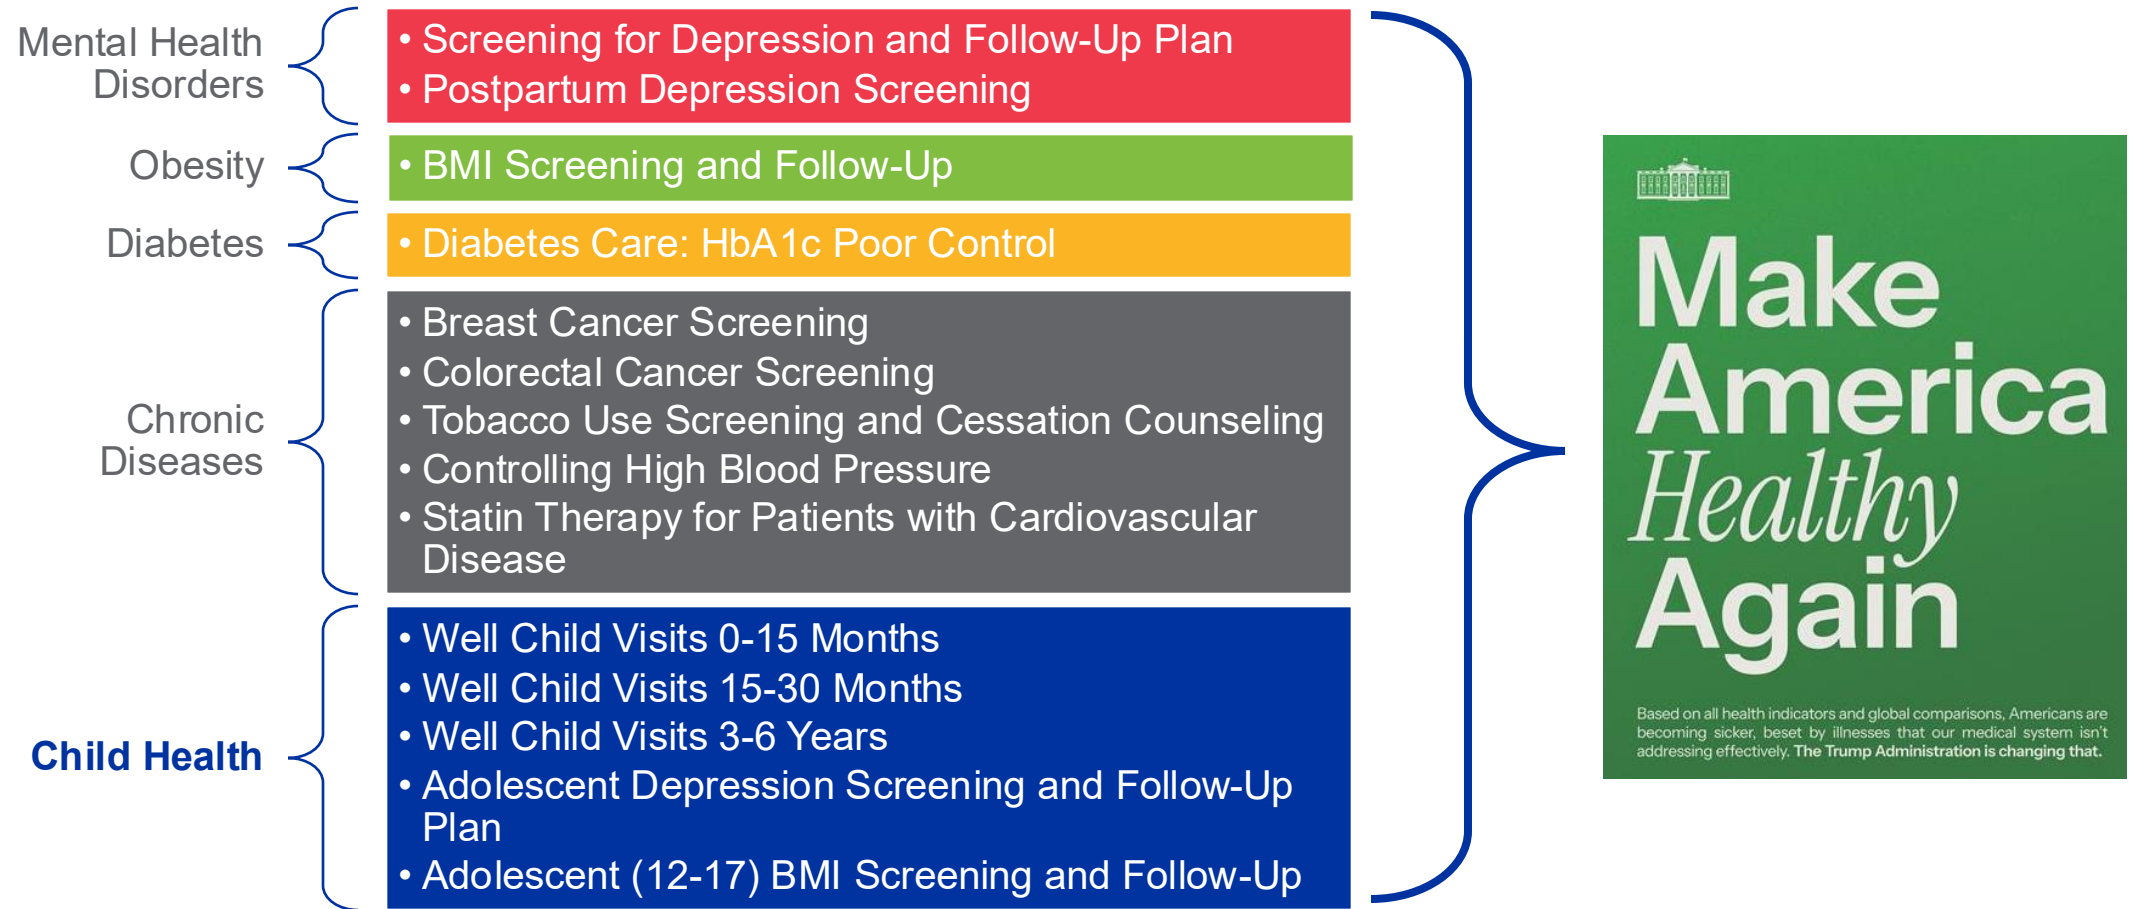 Mental Health
Disorders
• Screening for Depression and Follow-Up Plan
• Postpartum Depression Screening
Obesity
• BMI Screening and Follow-Up
Diabetes
• Diabetes Care: HbA1c Poor Control
Chronic
Diseases
• Breast Cancer Screening
• Colorectal Cancer Screening
• Tobacco Use Screening and Cessation Counseling
• Controlling High Blood Pressure
• Statin Therapy for Patients with Cardiovascular
Disease
Child Health
• Well Child Visits 0-15 Months
• Well Child Visits 15-30 Months
• Well Child Visits 3-6 Years
• Adolescent Depression Screening and Follow-Up
Plan
• Adolescent (12-17) BMI Screening and Follow-Up
Make
America
Healthy
Again
Based on all health indicators and global comparisons, Americans are
becoming sicker, beset by illnesses that our medical system isn't
addressing effectively. The Trump Administration is changing that.